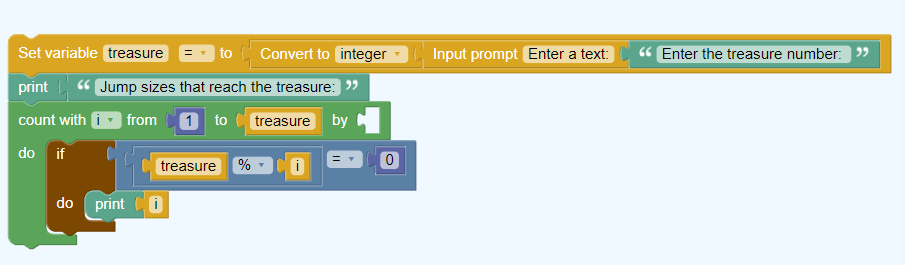 Set variable treasure = to Convert to integer Input prompt Enter a text: “ Enter the treasure number: ”
print “ Jump sizes that reach the treasure: ”
count with i from 1 to treasure by
do if treasure % i = 0
do print i